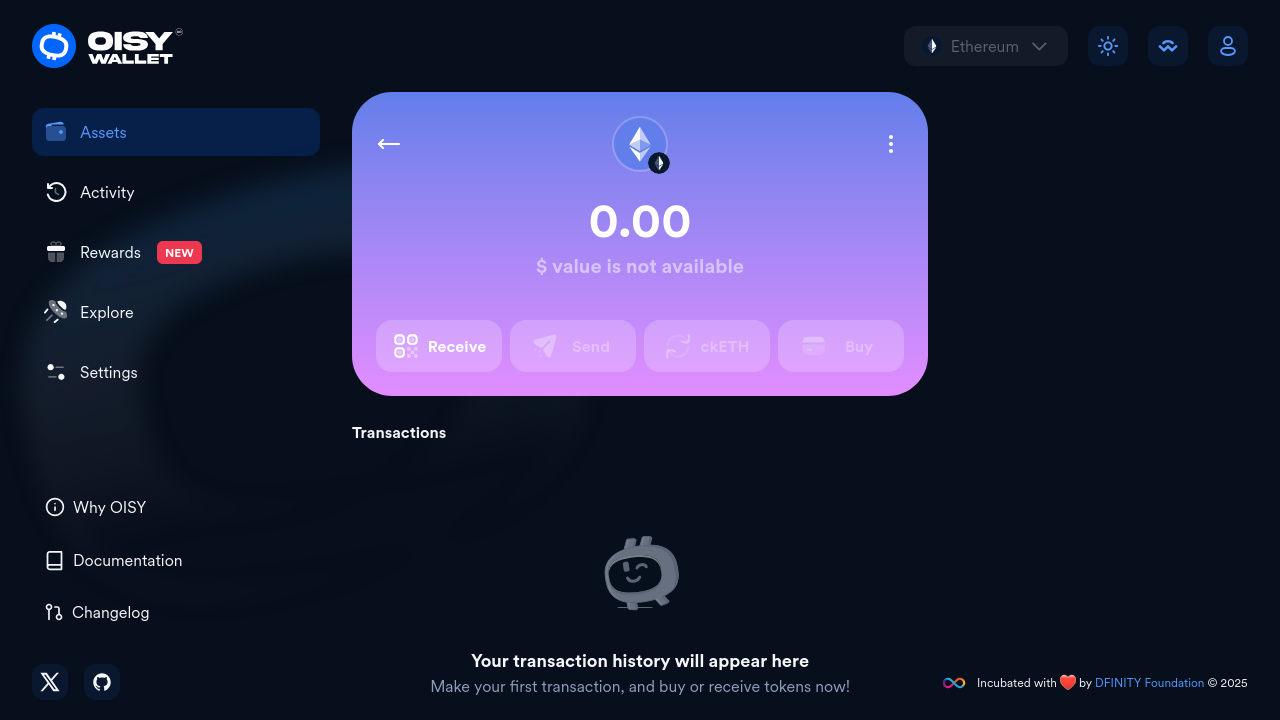 OISY
WALLET
Ethereum
Assets
Activity
Rewards NEW
Explore
Settings
0.00
$ value is not available
Receive
Send
ckETH
Buy
Transactions
Why OISY
Documentation
Changelog
Your transaction history will appear here
Make your first transaction, and buy or receive tokens now!
Incubated with ❤️ by DFINITY Foundation © 2025